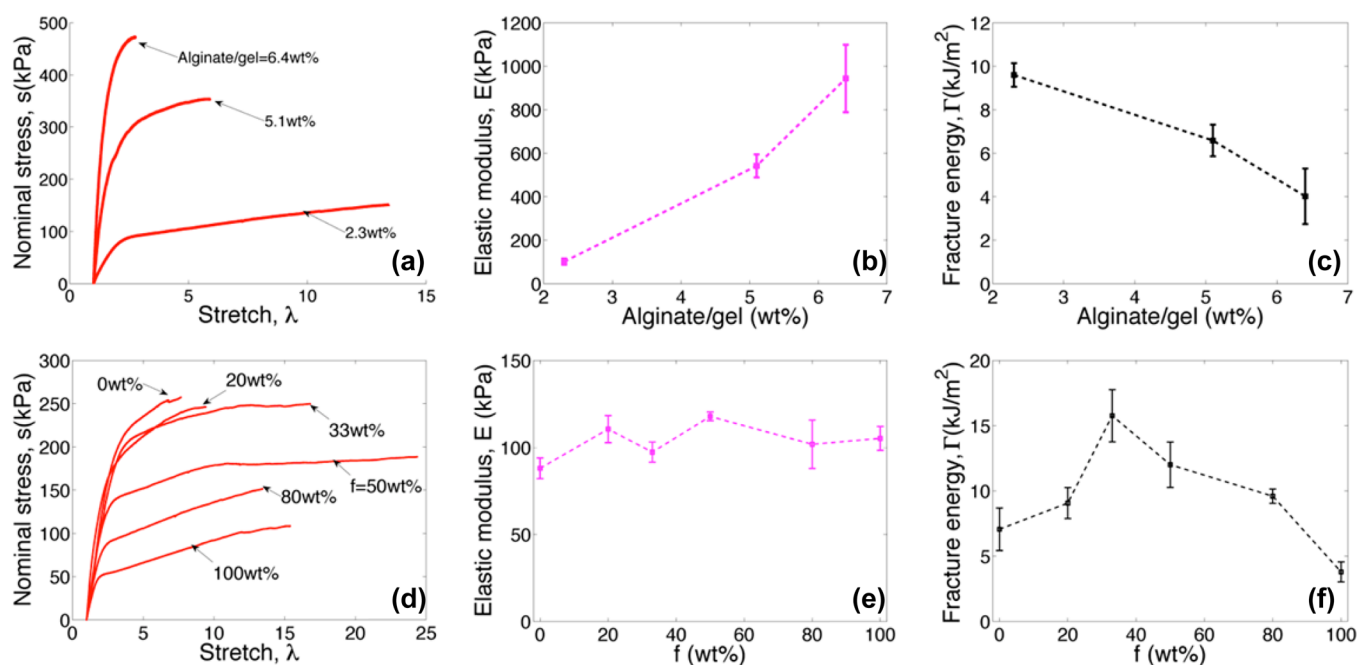 500
400
300
200
100
0
Nominal stress, s(kPa)
Alginate/gel=6.4wt%
5.1wt%
2.3wt%
(a)
0 5 10 15
Stretch, λ
1200
1000
800
600
400
200
0
Elastic modulus, E(kPa)
(b)
2 3 4 5 6 7
Alginate/gel (wt%)
12
10
8
6
4
2
0
Fracture energy, Γ(kJ/m²)
(c)
2 3 4 5 6 7
Alginate/gel (wt%)
300
250
200
150
100
50
0
Nominal stress, s(kPa)
0wt%
20wt%
33wt%
f=50wt%
80wt%
100wt%
(d)
0 5 10 15 20 25
Stretch, λ
150
100
50
0
Elastic modulus, E (kPa)
(e)
0 20 40 60 80 100
f (wt%)
20
15
10
5
0
Fracture energy, Γ(kJ/m²)
(f)
0 20 40 60 80 100
f (wt%)